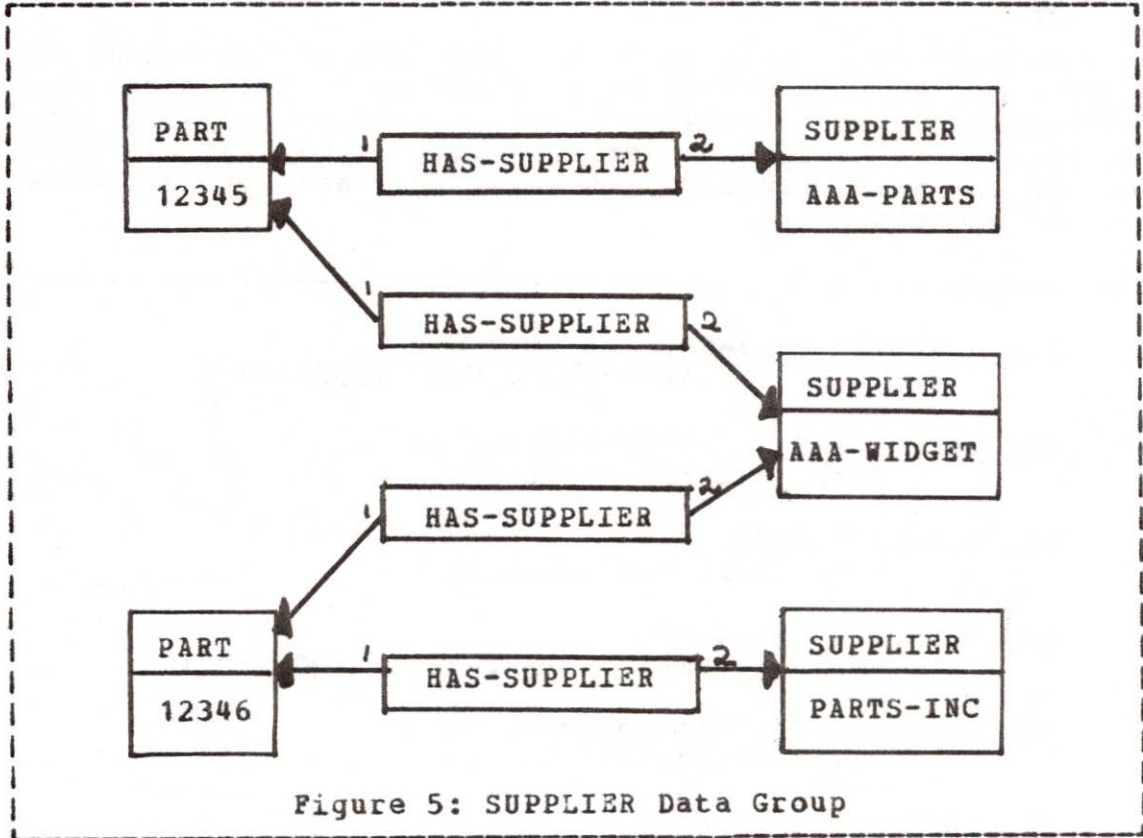 PART
12345
1 HAS-SUPPLIER 2
SUPPLIER
AAA-PARTS
1 HAS-SUPPLIER 2
SUPPLIER
AAA-WIDGET
1 HAS-SUPPLIER 2
PART
12346
1 HAS-SUPPLIER 2
SUPPLIER
PARTS-INC
Figure 5: SUPPLIER Data Group